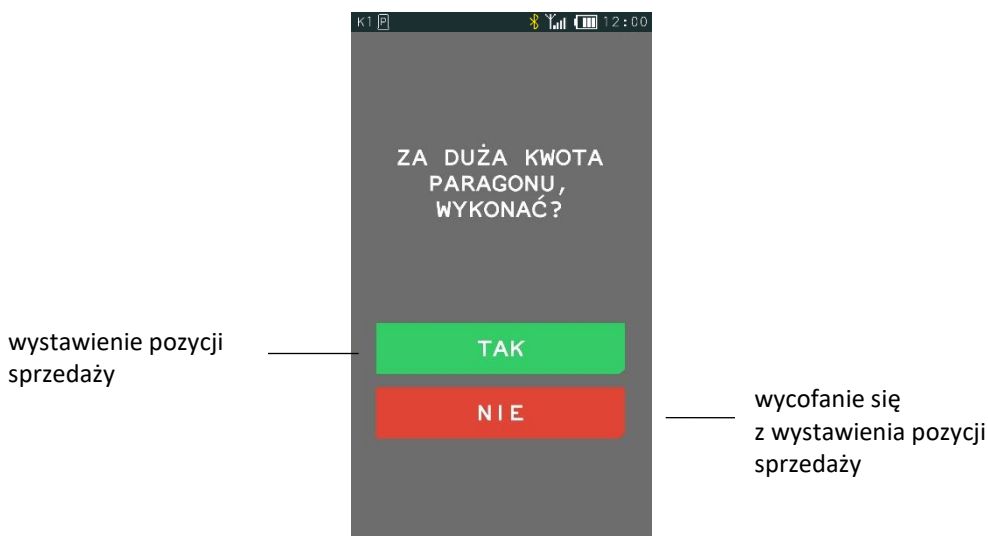 K1 P 12:00
ZA DUŻA KWOTA
PARAGONU,
WYKONAĆ?
wystawienie pozycji
sprzedaży
TAK
NIE
wycofanie się
z wystawienia pozycji
sprzedaży